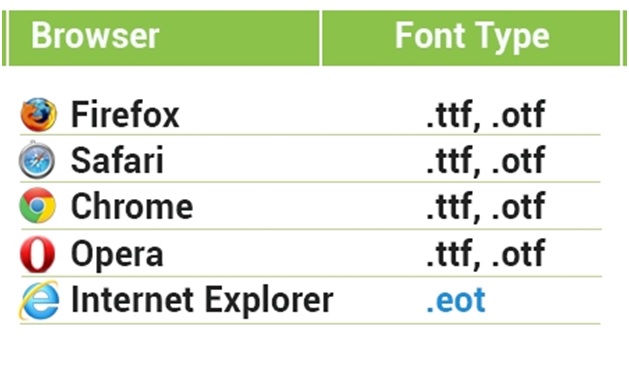 Browser Font Type
Firefox .ttf, .otf
Safari .ttf, .otf
Chrome .ttf, .otf
Opera .ttf, .otf
Internet Explorer .eot